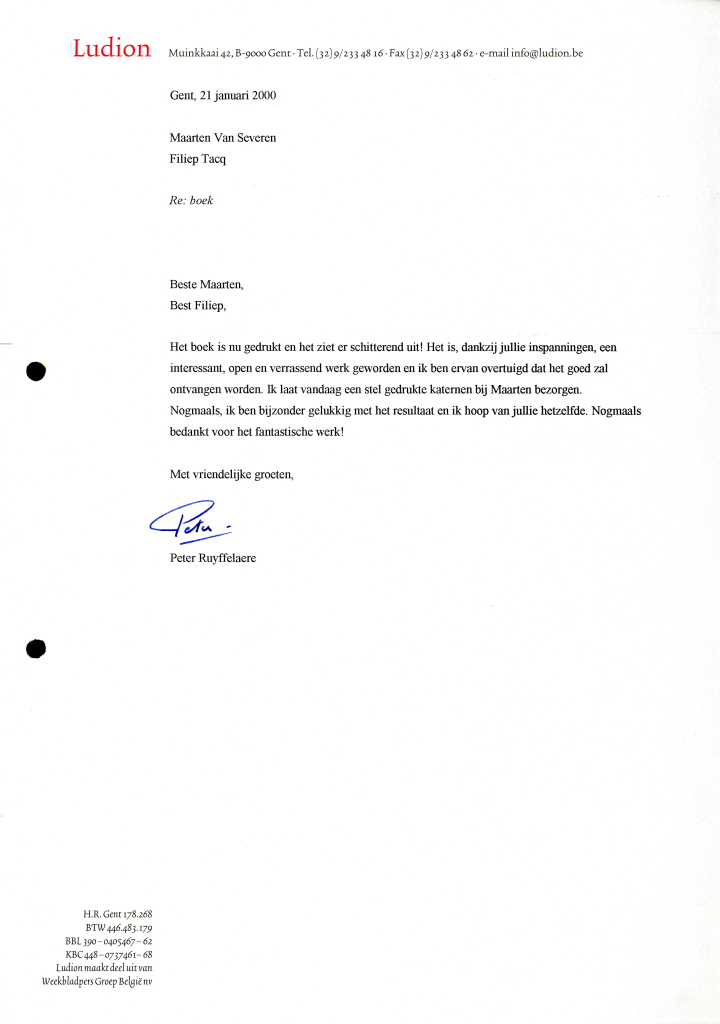 Ludion Muinkkaai 42, B-9000 Gent · Tel. (32) 9/233 48 16 · Fax (32) 9/233 48 62 · e-mail info@ludion.be
Gent, 21 januari 2000
Maarten Van Severen
Filiep Tacq
Re: boek
Beste Maarten,
Best Filiep,
Het boek is nu gedrukt en het ziet er schitterend uit! Het is, dankzij jullie inspanningen, een
interessant, open en verrassend werk geworden en ik ben ervan overtuigd dat het goed zal
ontvangen worden. Ik laat vandaag een stel gedrukte katernen bij Maarten bezorgen.
Nogmaals, ik ben bijzonder gelukkig met het resultaat en ik hoop van jullie hetzelfde. Nogmaals
bedankt voor het fantastische werk!
Met vriendelijke groeten,
Peter
Peter Ruyffelaere
H.R. Gent 178.268
BTW 446.483.179
BBL 390 – 0405467 – 62
KBC 448 – 0737461 – 68
Ludion maakt deel uit van
Weekbladpers Groep België nv